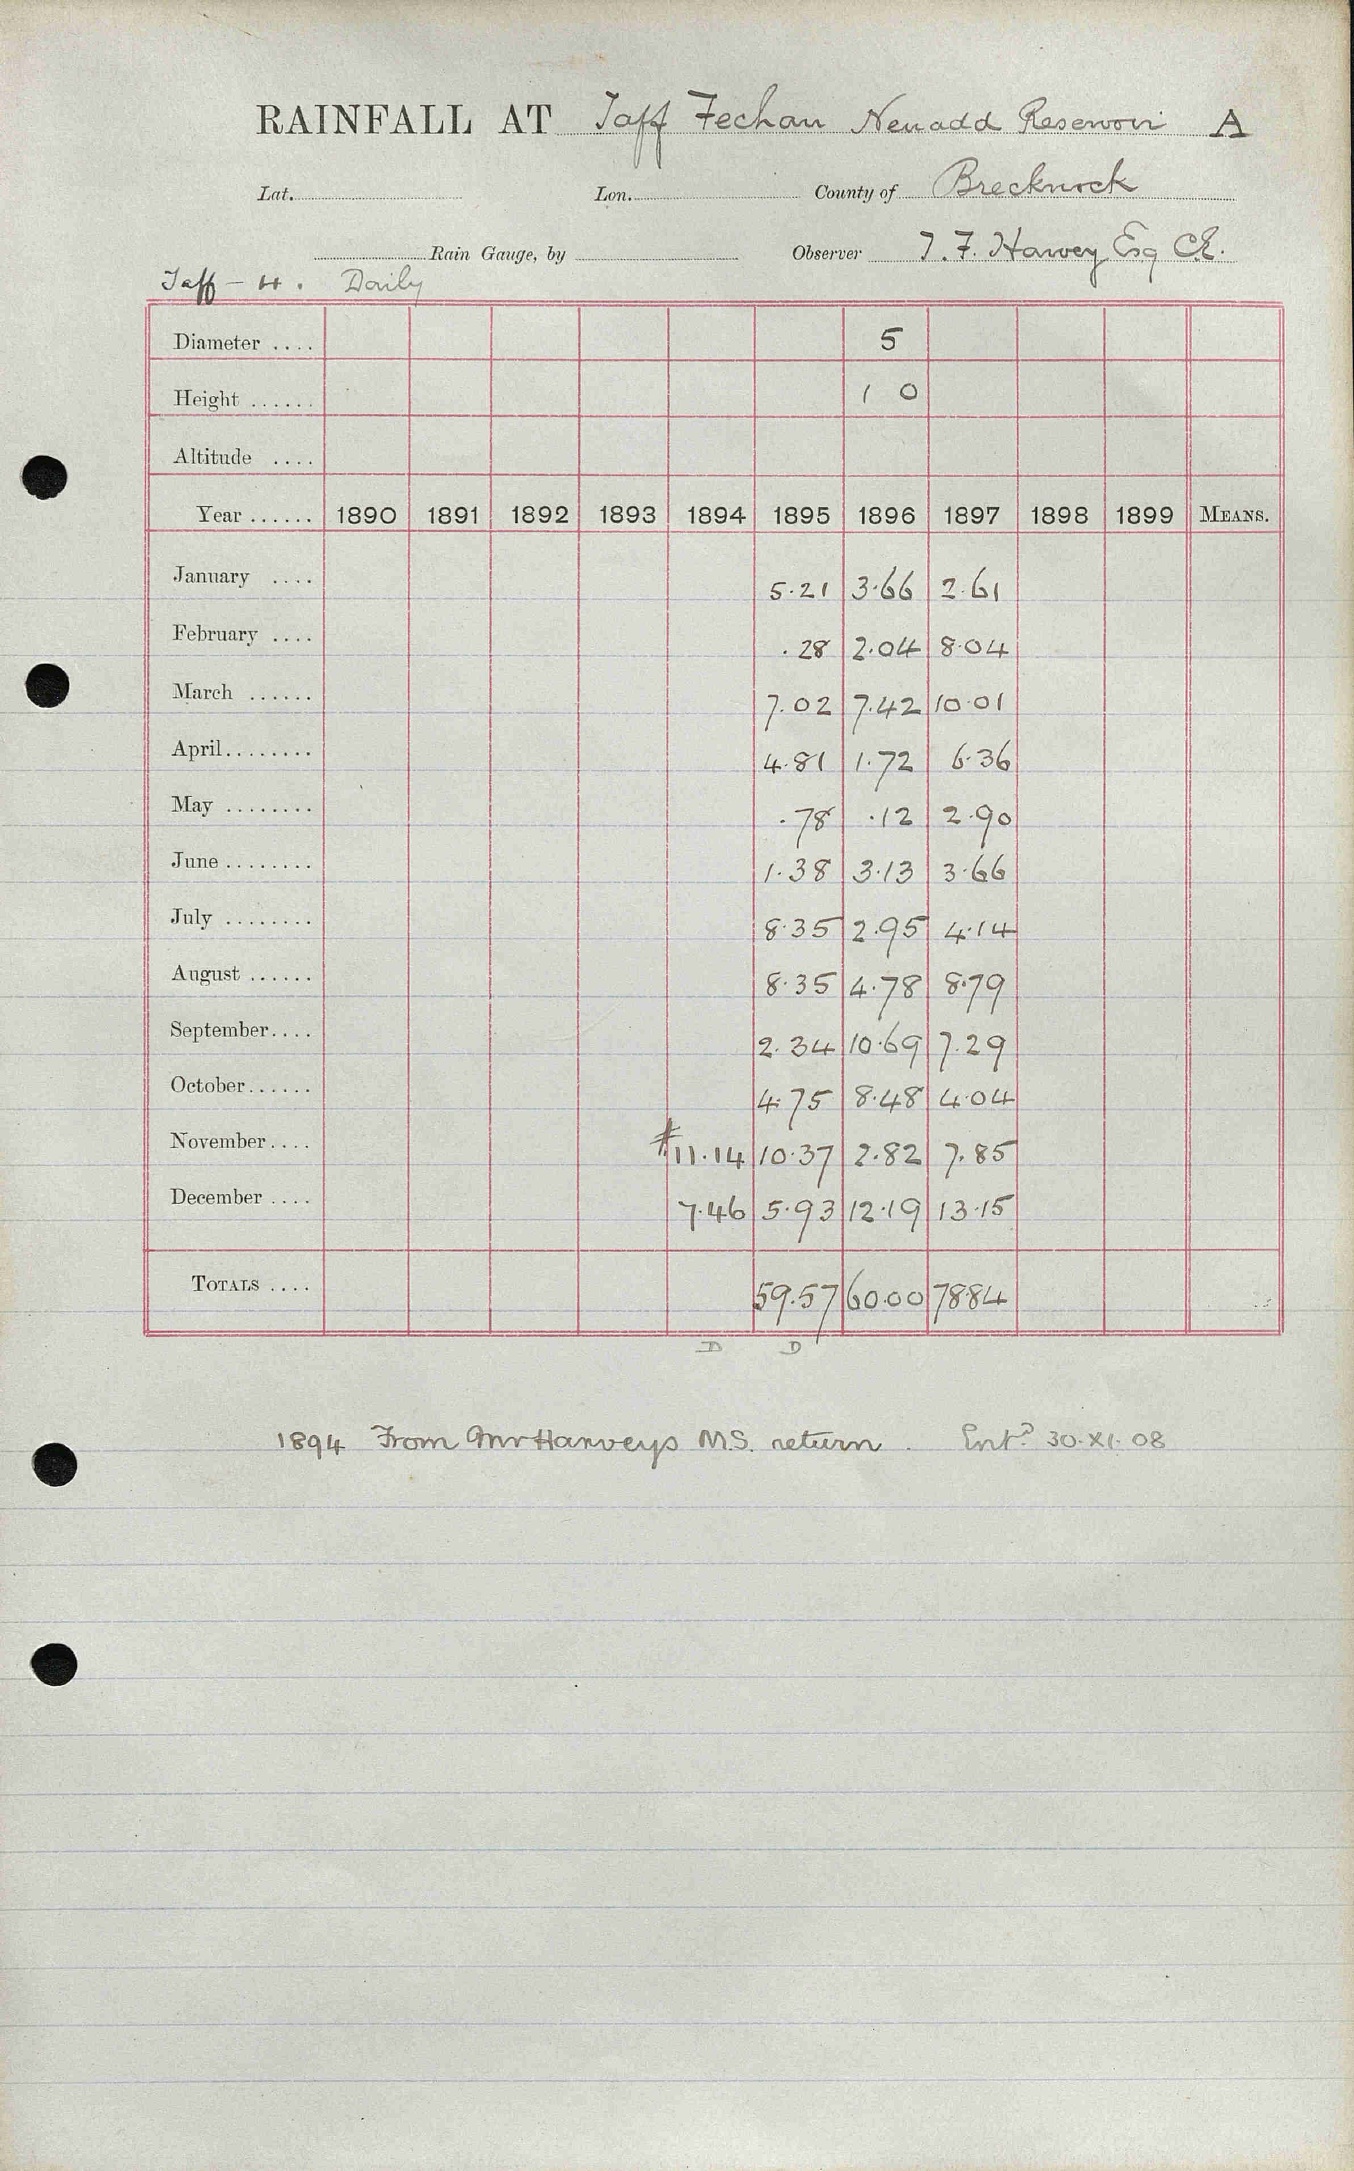 RAINFALL AT Taff Fechan Neuadd Reservoir A
Lat. Lon. County of Brecknock
Rain Gauge, by Observer T. F. Harvey Esq C.E.
Taff - 4. Daily
Diameter .... 5
Height ...... 1 0
Altitude ....
Year ...... 1890 1891 1892 1893 1894 1895 1896 1897 1898 1899 MEANS.
January .... 5.21 3.66 2.61
February .... .28 2.04 8.04
March ...... 7.02 7.42 10.01
April........ 4.81 1.72 6.36
May ........ .78 .12 2.90
June ........ 1.38 3.13 3.66
July ........ 8.35 2.95 4.14
August ...... 8.35 4.78 8.79
September.... 2.34 10.69 7.29
October...... 4.75 8.48 4.04
November.... # 11.14 10.37 2.82 7.85
December .... 7.46 5.93 12.19 13.15
TOTALS .... 59.57 60.00 78.84
D D
1894 From Mr Harveys M.S. return. Entd 30.XI.08